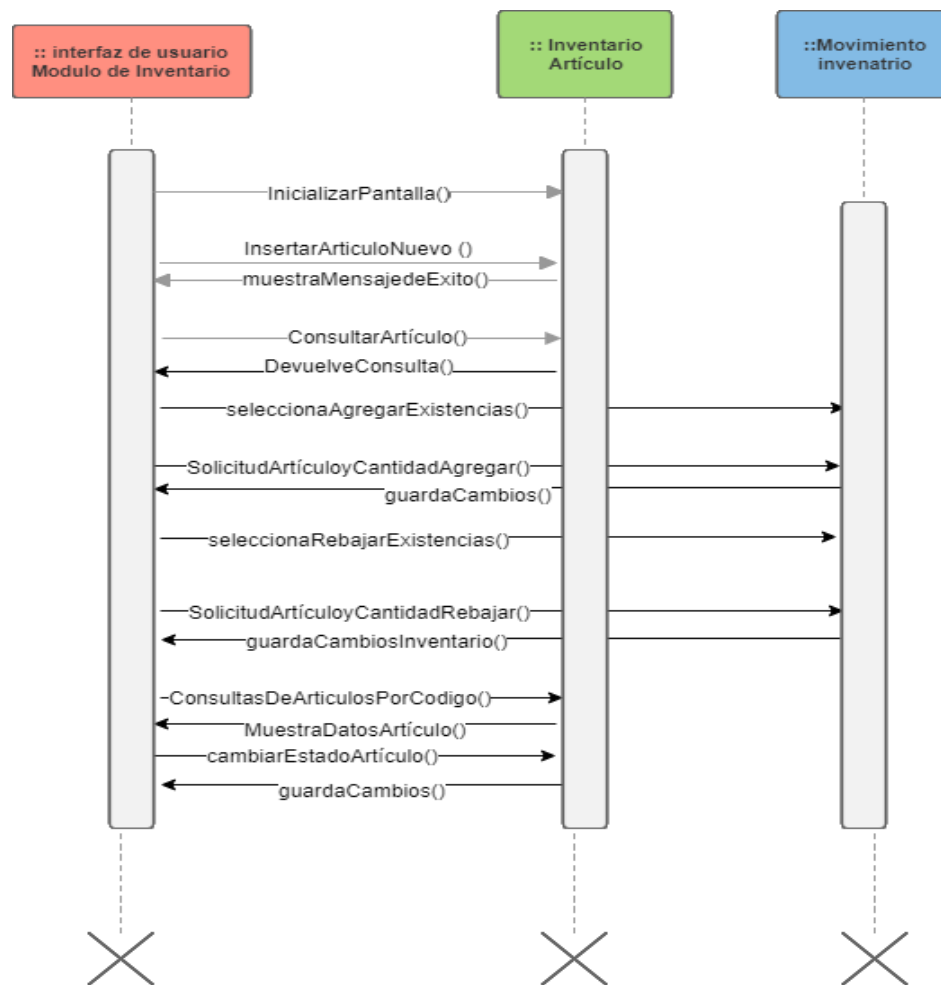 :: interfaz de usuario
Modulo de Inventario
:: Inventario
Artículo
::Movimiento
invenatrio
InicializarPantalla()
InsertarArticuloNuevo ()
muestraMensajedeExito()
ConsultarArtículo()
DevuelveConsulta()
seleccionaAgregarExistencias()
SolicitudArtículoyCantidadAgregar()
guardaCambios()
seleccionaRebajarExistencias()
SolicitudArtículoyCantidadRebajar()
guardaCambiosInventario()
ConsultasDeArticulosPorCodigo()
MuestraDatosArtículo()
cambiarEstadoArtículo()
guardaCambios()